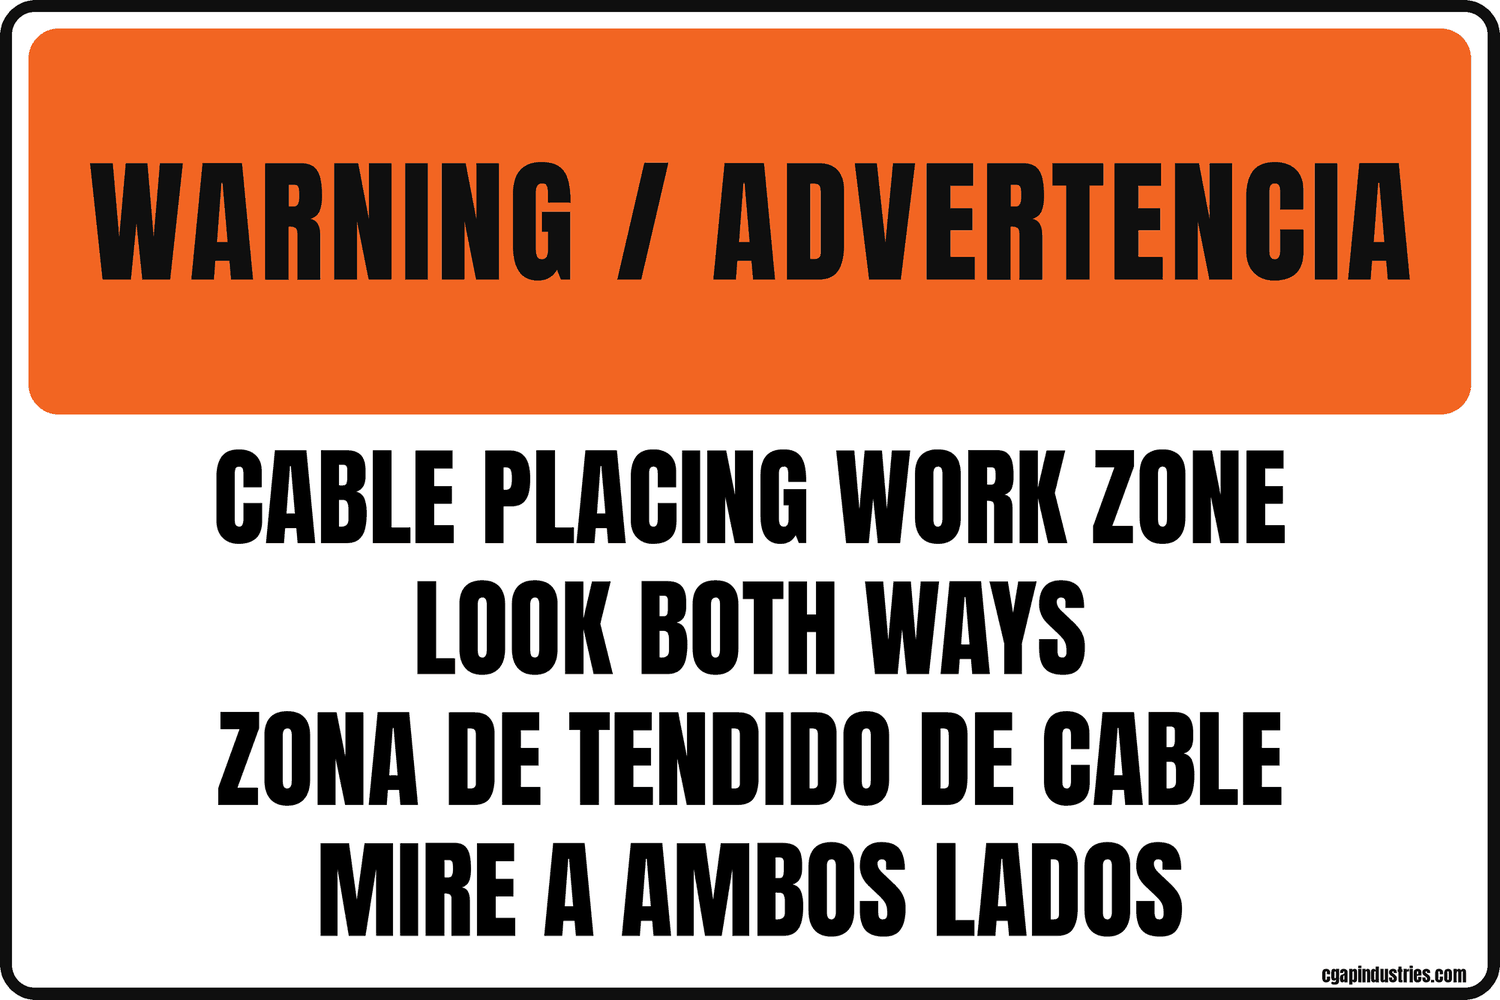 WARNING / ADVERTENCIA
CABLE PLACING WORK ZONE
LOOK BOTH WAYS
ZONA DE TENDIDO DE CABLE
MIRE A AMBOS LADOS
cgapindustries.com